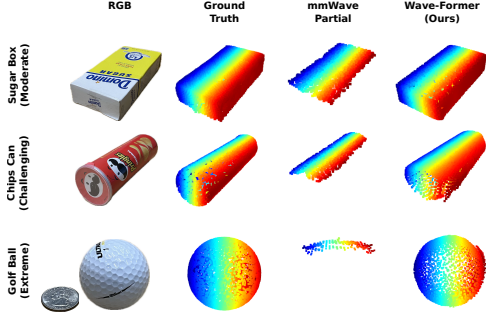 RGB
Ground
Truth
mmWave
Partial
Wave-Former
(Ours)
Sugar Box
(Moderate)
Domino
SUGAR
Chips Can
(Challenging)
Golf Ball
(Extreme)